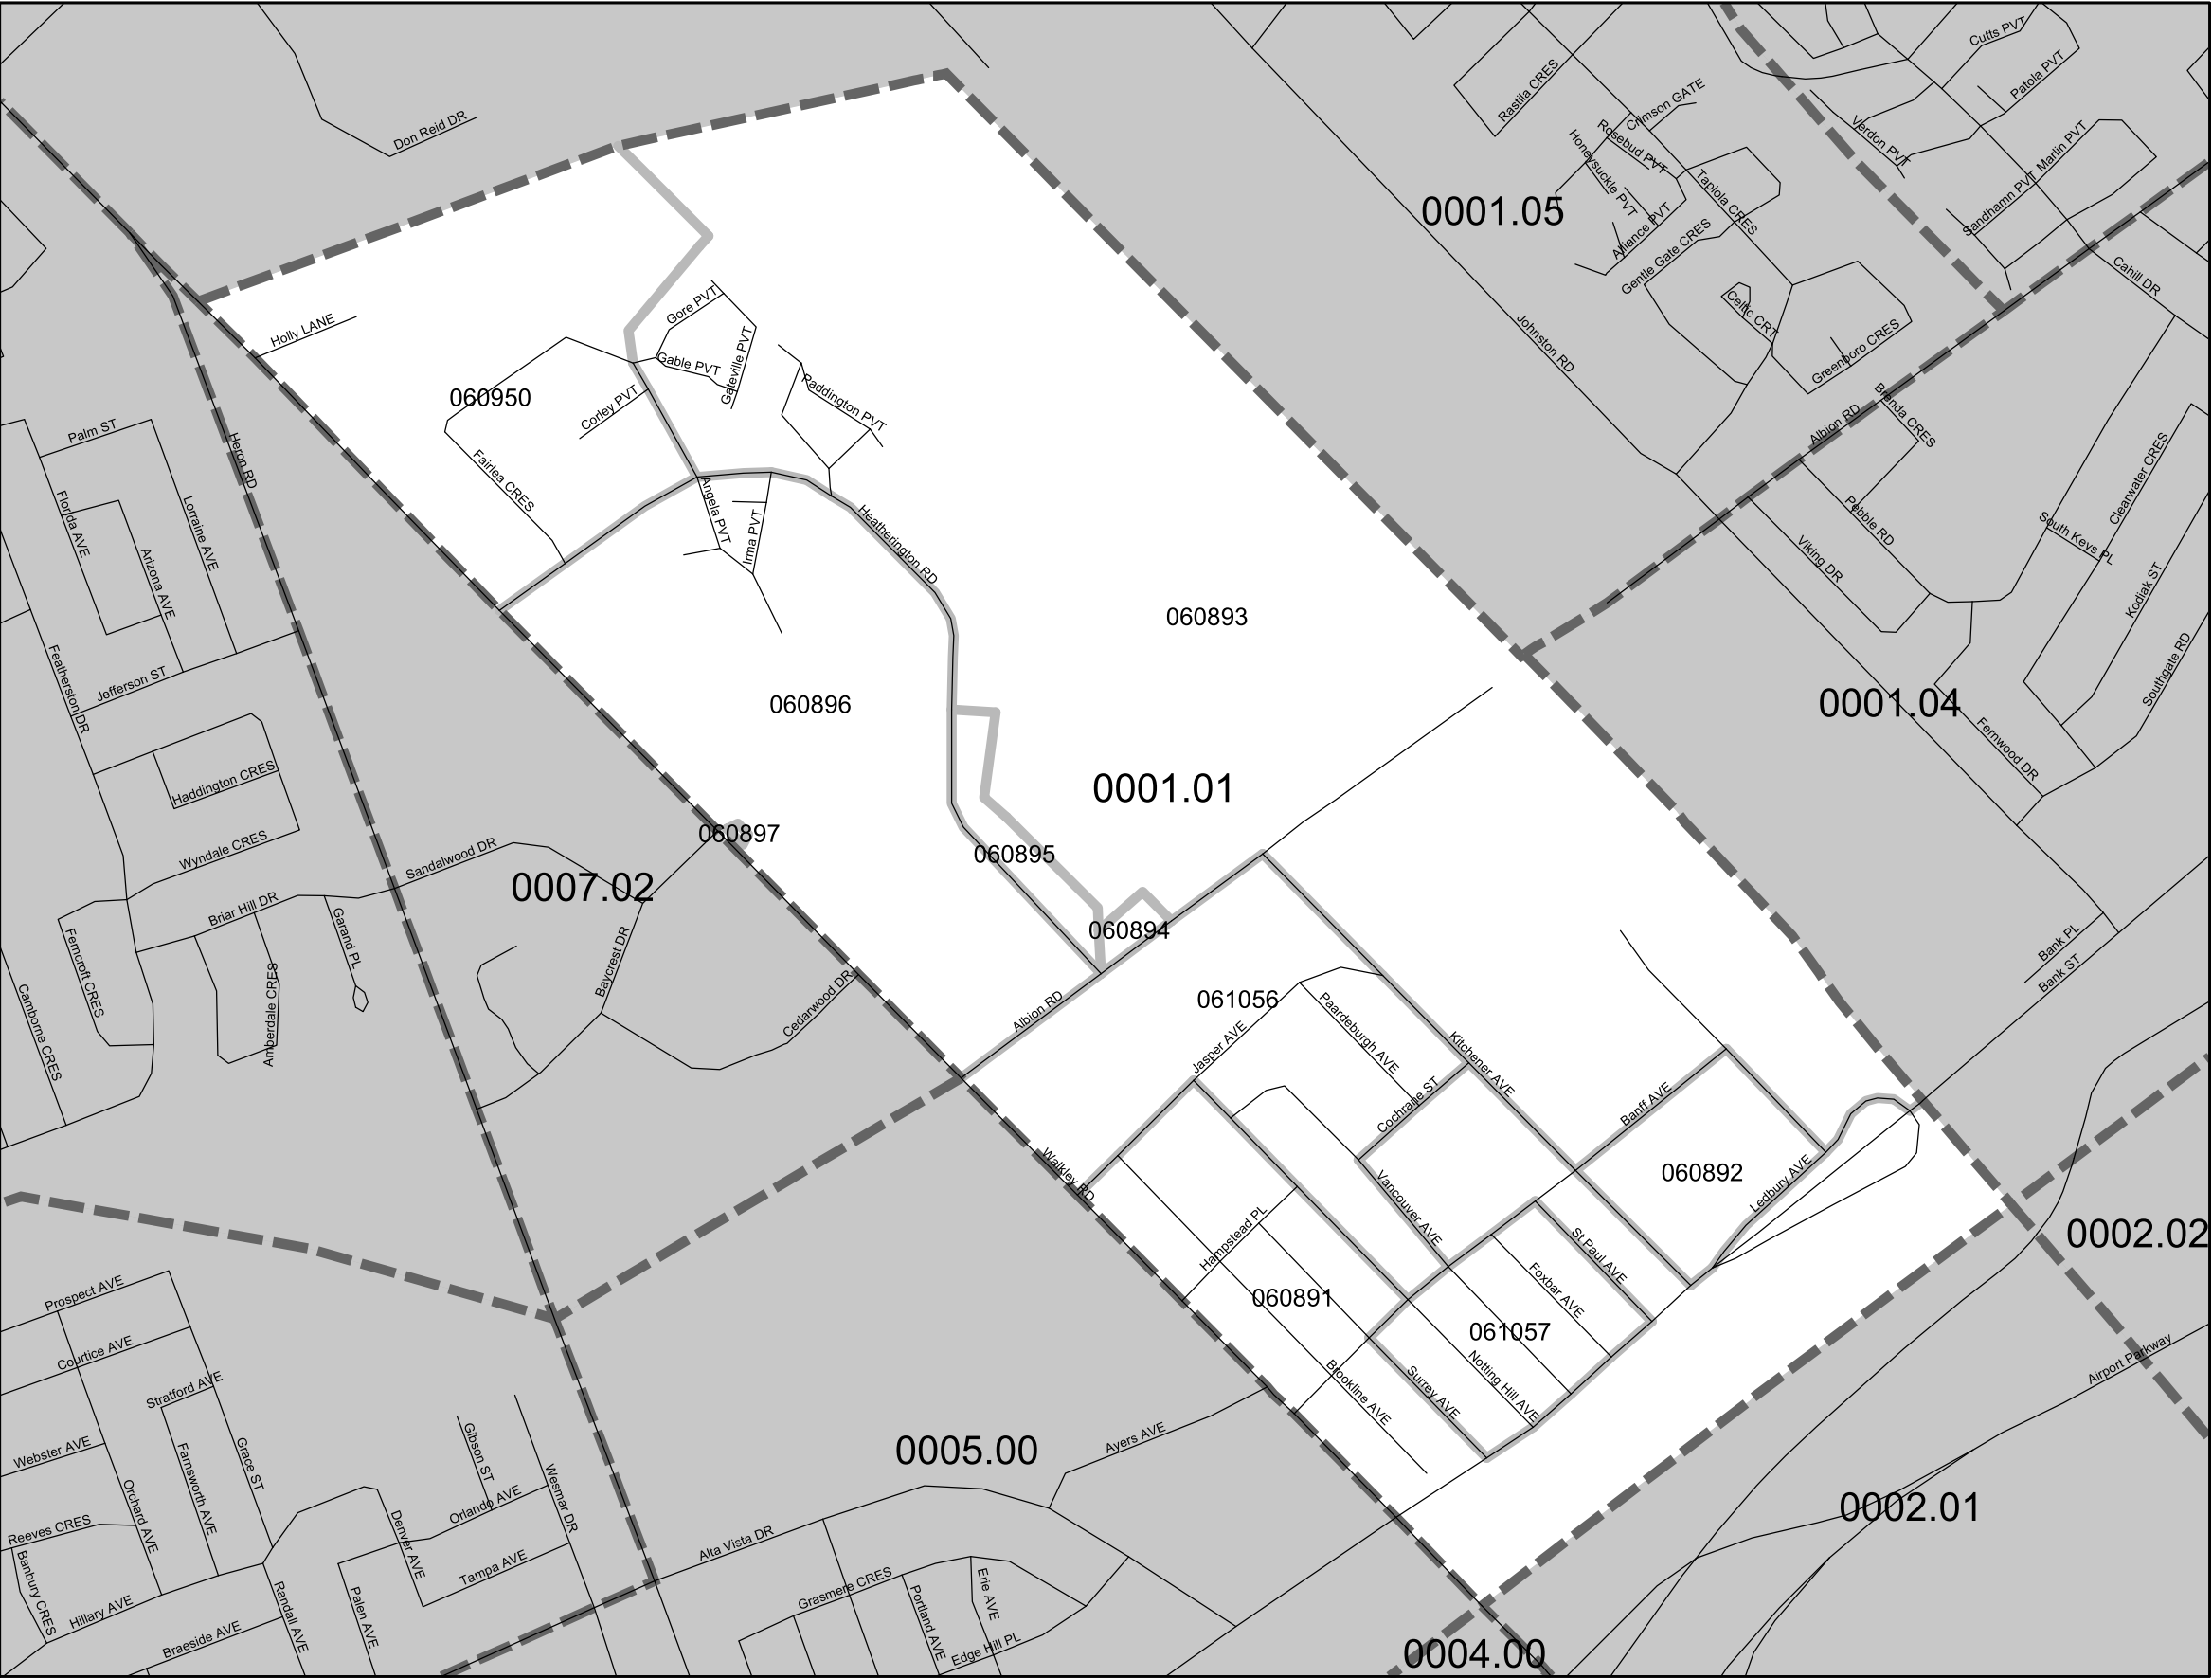 Don Reid DR
Cutts PVT
Patola PVT
Rastila CRES
Crimson GATE
Rosebud PVT
Honeysuckle PVT
Verdon PVT
Marlin PVT
Sandhamn PVT
Tapiola CRES
Alliance PVT
0001.05
Gentle Gate CRES
Cahill DR
Celtic CRT
Greenboro CRES
Johnston RD
Holly LANE
Gore PVT
Gable PVT
Gateville PVT
Raddington PVT
Corley PVT
060950
Fairlea CRES
Brenda CRES
Albion RD
Palm ST
Heron RD
Florida AVE
Lorraine AVE
Arizona AVE
Angela PVT
Irma PVT
Heatherington RD
Pebble RD
Viking DR
Clearwater CRES
South Keys PL
Kodiak ST
Southgate RD
060893
Featherston DR
Jefferson ST
060896
0001.04
Fernwood DR
0001.01
Haddington CRES
Wyndale CRES
060897
Sandalwood DR
060895
0007.02
Briar Hill DR
Garand PL
Ferncroft CRES
Amberdale CRES
Camborne CRES
Baycrest DR
Cedarwood DR
060894
Bank PL
Bank ST
Albion RD
061056
Jasper AVE
Paardeburgh AVE
Kitchener AVE
Cochrane ST
Banff AVE
Walkley RD
060892
Ledbury AVE
Vancouver AVE
Hampstead PL
St Paul AVE
0002.02
Foxbar AVE
060891
061057
Prospect AVE
Courtice AVE
Stratford AVE
Brookline AVE
Surrey AVE
Notting Hill AVE
Airport Parkway
0005.00
Ayers AVE
Webster AVE
Farnsworth AVE
Grace ST
Gibson ST
Wesmar DR
Orlando AVE
Orchard AVE
0002.01
Reeves CRES
Banbury CRES
Denver AVE
Alta Vista DR
Tampa AVE
Grasmere CRES
Portland AVE
Erie AVE
Hillary AVE
Randall AVE
Palen AVE
Braeside AVE
Edge Hill PL
0004.00